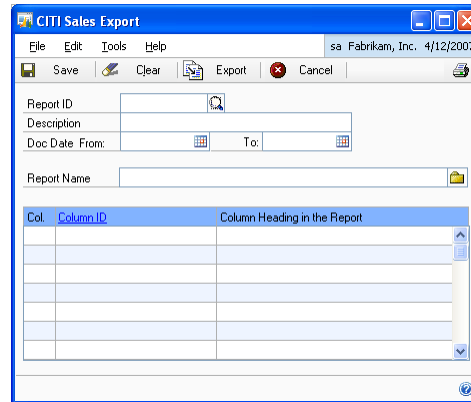 CITI Sales Export
File Edit Tools Help sa Fabrikam, Inc. 4/12/2007
Save Clear Export Cancel
Report ID
Description
Doc Date From: To:
Report Name
Col. Column ID Column Heading in the Report